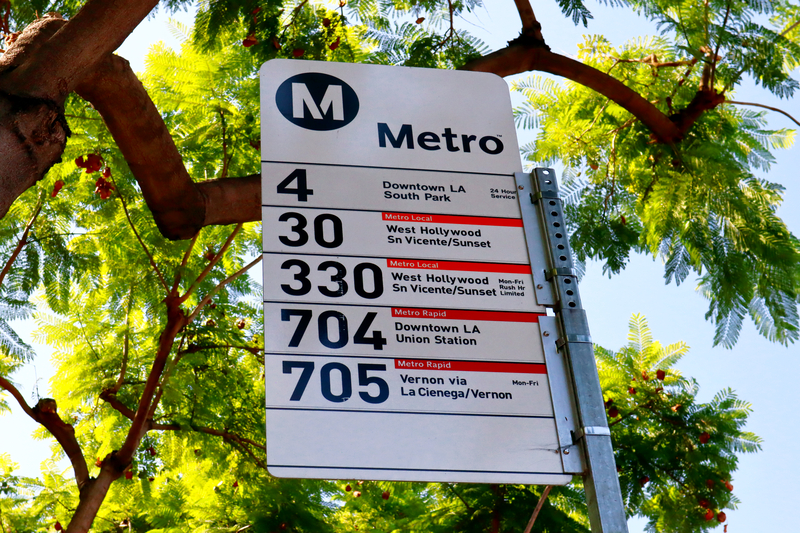 M
Metro™
4 Downtown LA 24 Hour
South Park Service
Metro Local
30 West Hollywood
Sn Vicente/Sunset
Metro Local
330 West Hollywood Mon-Fri
Sn Vicente/Sunset Rush Hr
Limited
Metro Rapid
704 Downtown LA
Union Station
Metro Rapid
705 Vernon via Mon-Fri
La Cienega/Vernon